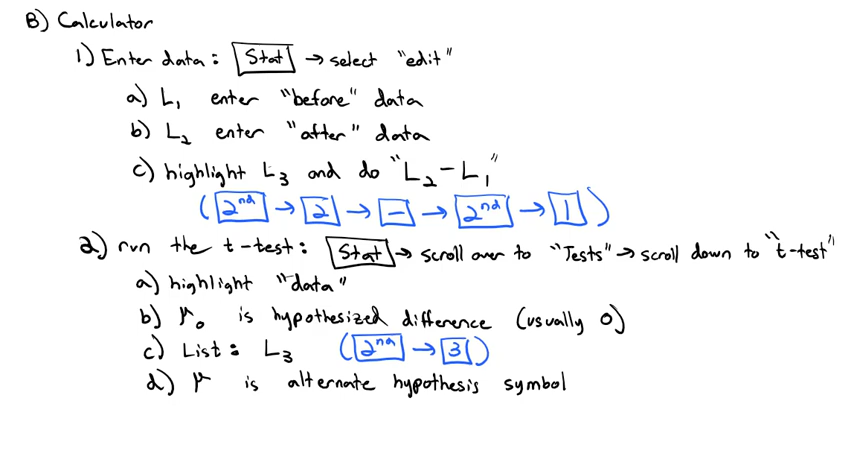 B) Calculator
1) Enter data: Stat → select "edit"
a) L₁ enter "before" data
b) L₂ enter "after" data
c) highlight L₃ and do "L₂ - L₁"
(2nd → 2 → - → 2nd → 1)
2) run the t-test: Stat → scroll over to "Tests" → scroll down to "t-test"
a) highlight "data"
b) μ₀ is hypothesized difference (usually 0)
c) List: L₃ (2nd → 3)
d) μ is alternate hypothesis symbol